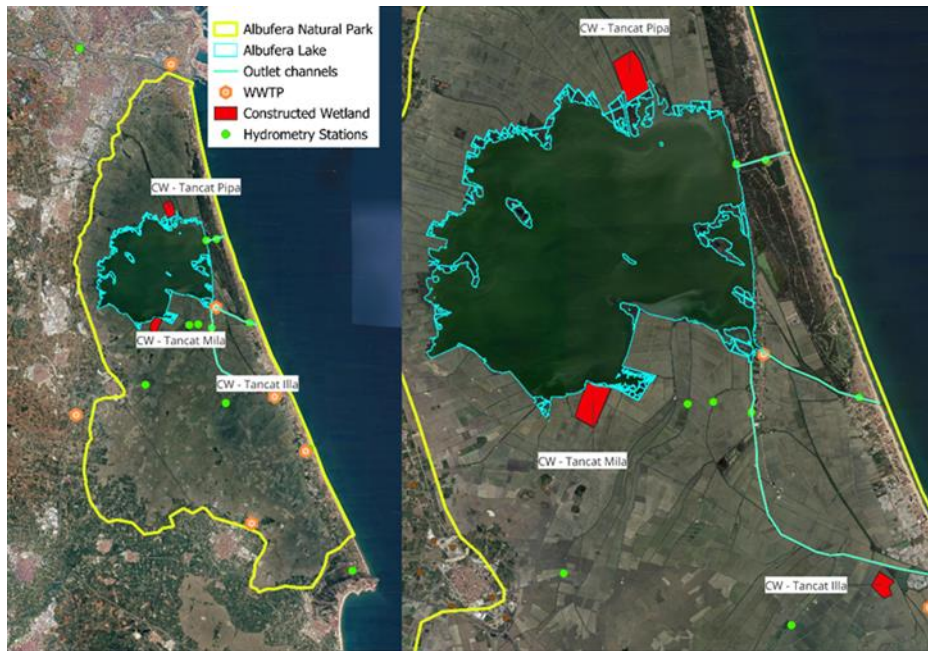 Albufera Natural Park
Albufera Lake
Outlet channels
WWTP
Constructed Wetland
Hydrometry Stations
CW - Tancat Pipa
CW - Tancat Mila
CW - Tancat Illa
CW - Tancat Pipa
CW - Tancat Mila
CW - Tancat Illa